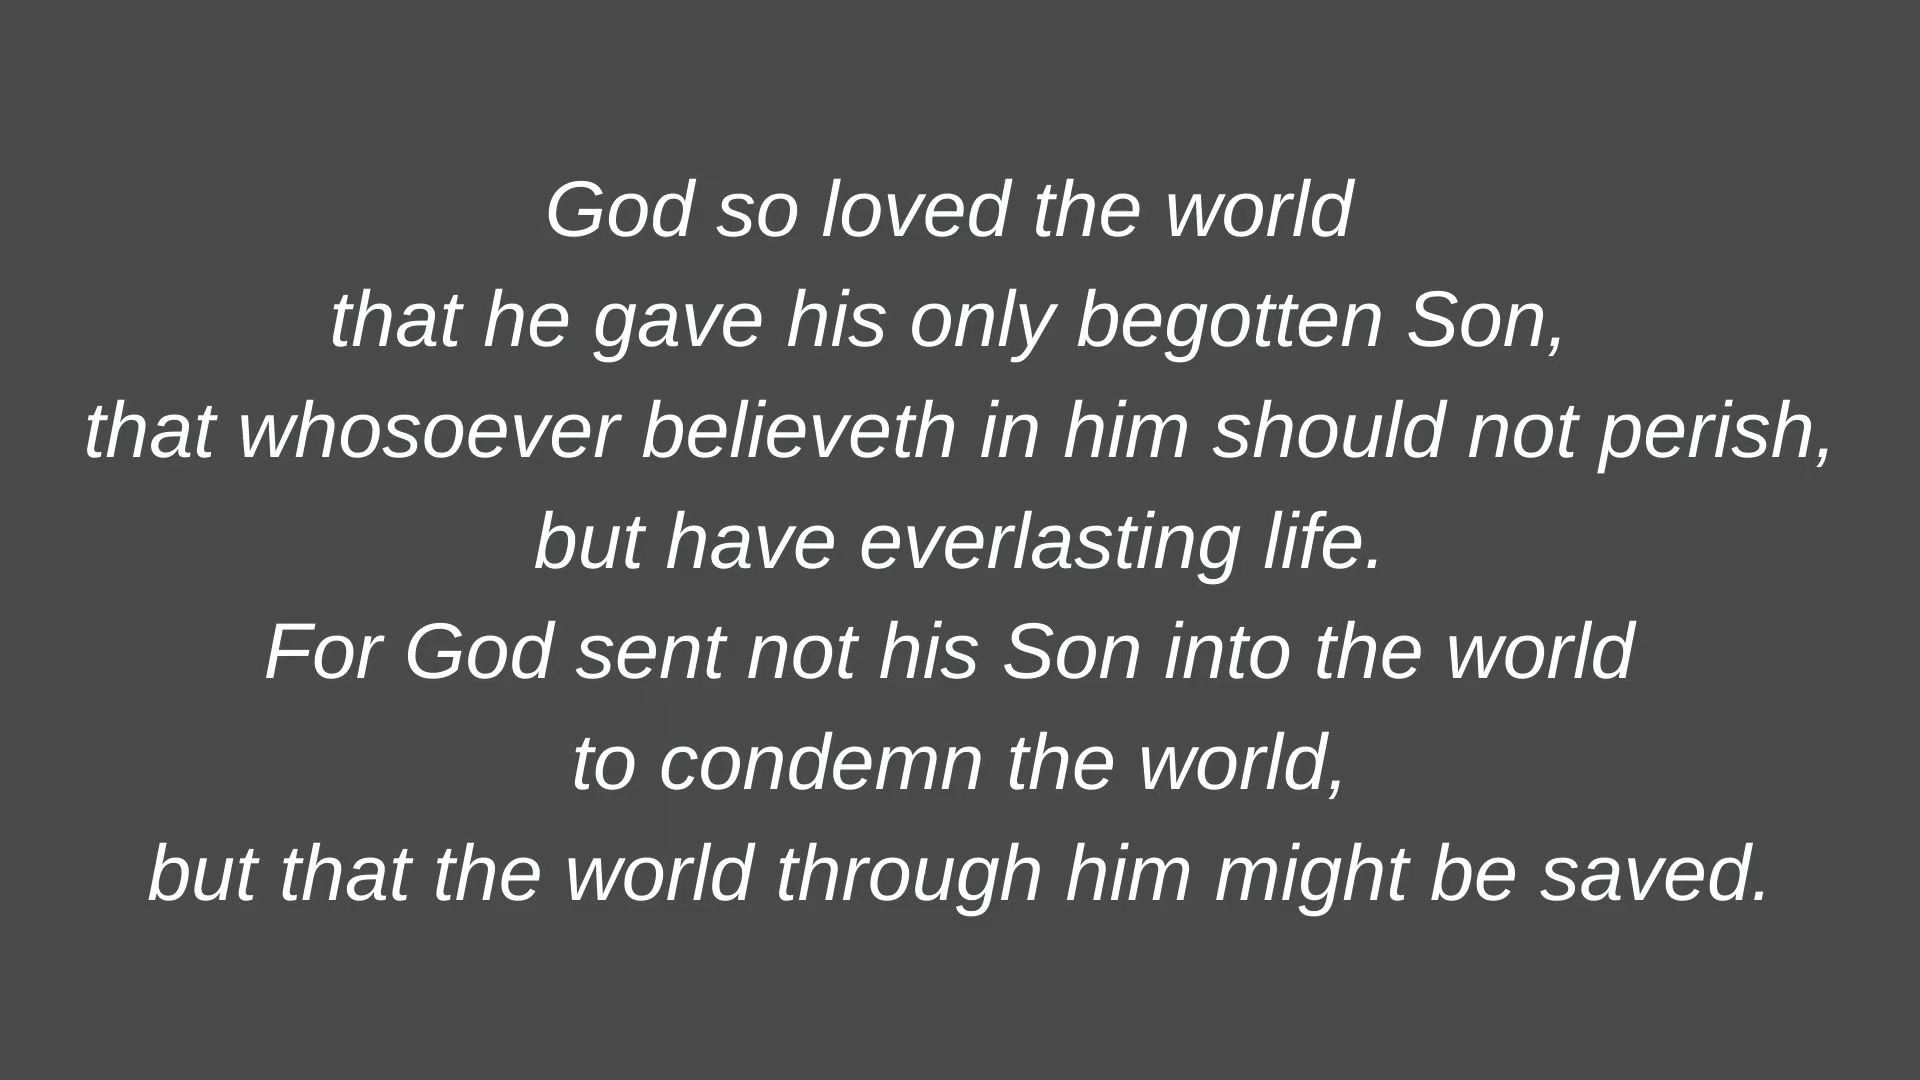 God so loved the world
that he gave his only begotten Son,
that whosoever believeth in him should not perish,
but have everlasting life.
For God sent not his Son into the world
to condemn the world,
but that the world through him might be saved.